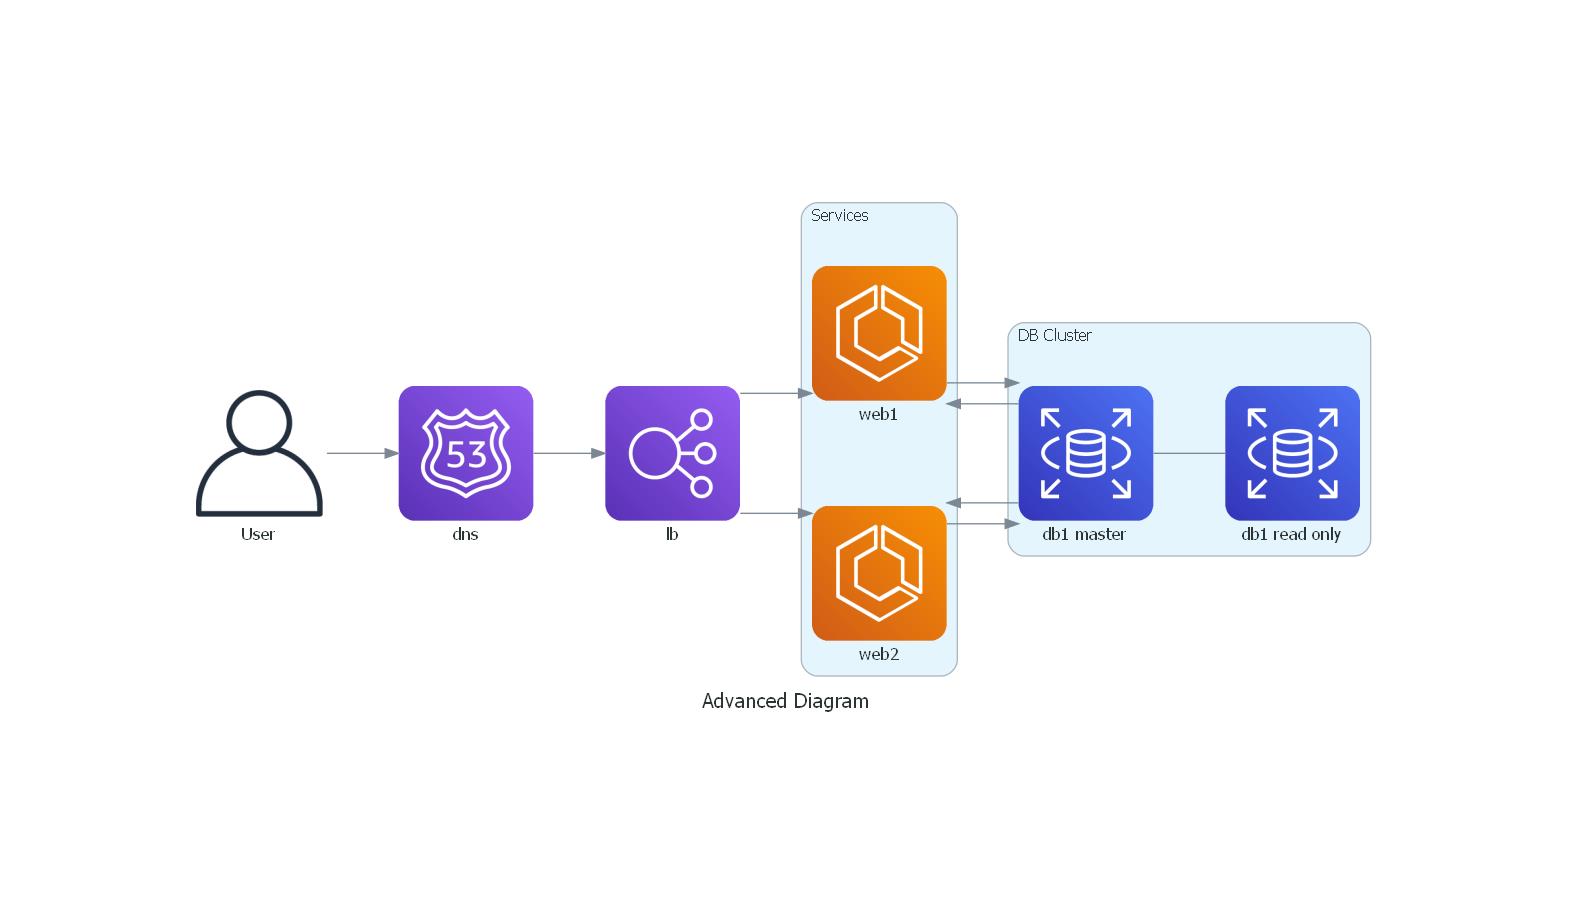 Services
web1
DB Cluster
User
53
dns
lb
db1 master
db1 read only
web2
Advanced Diagram